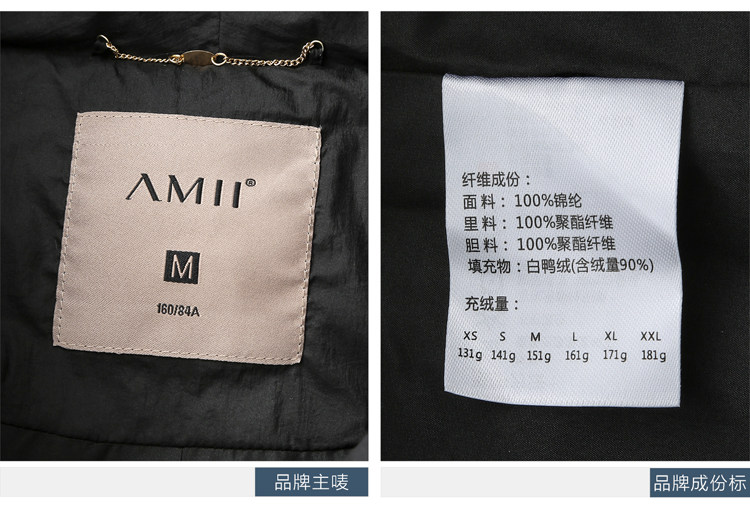 AMII®
M
160/84A
品牌主唛
纤维成份：
面料：100%锦纶
里料：100%聚酯纤维
胆料：100%聚酯纤维
填充物：白鸭绒(含绒量90%)
充绒量：
XS S M L XL XXL
131g 141g 151g 161g 171g 181g
品牌成份标